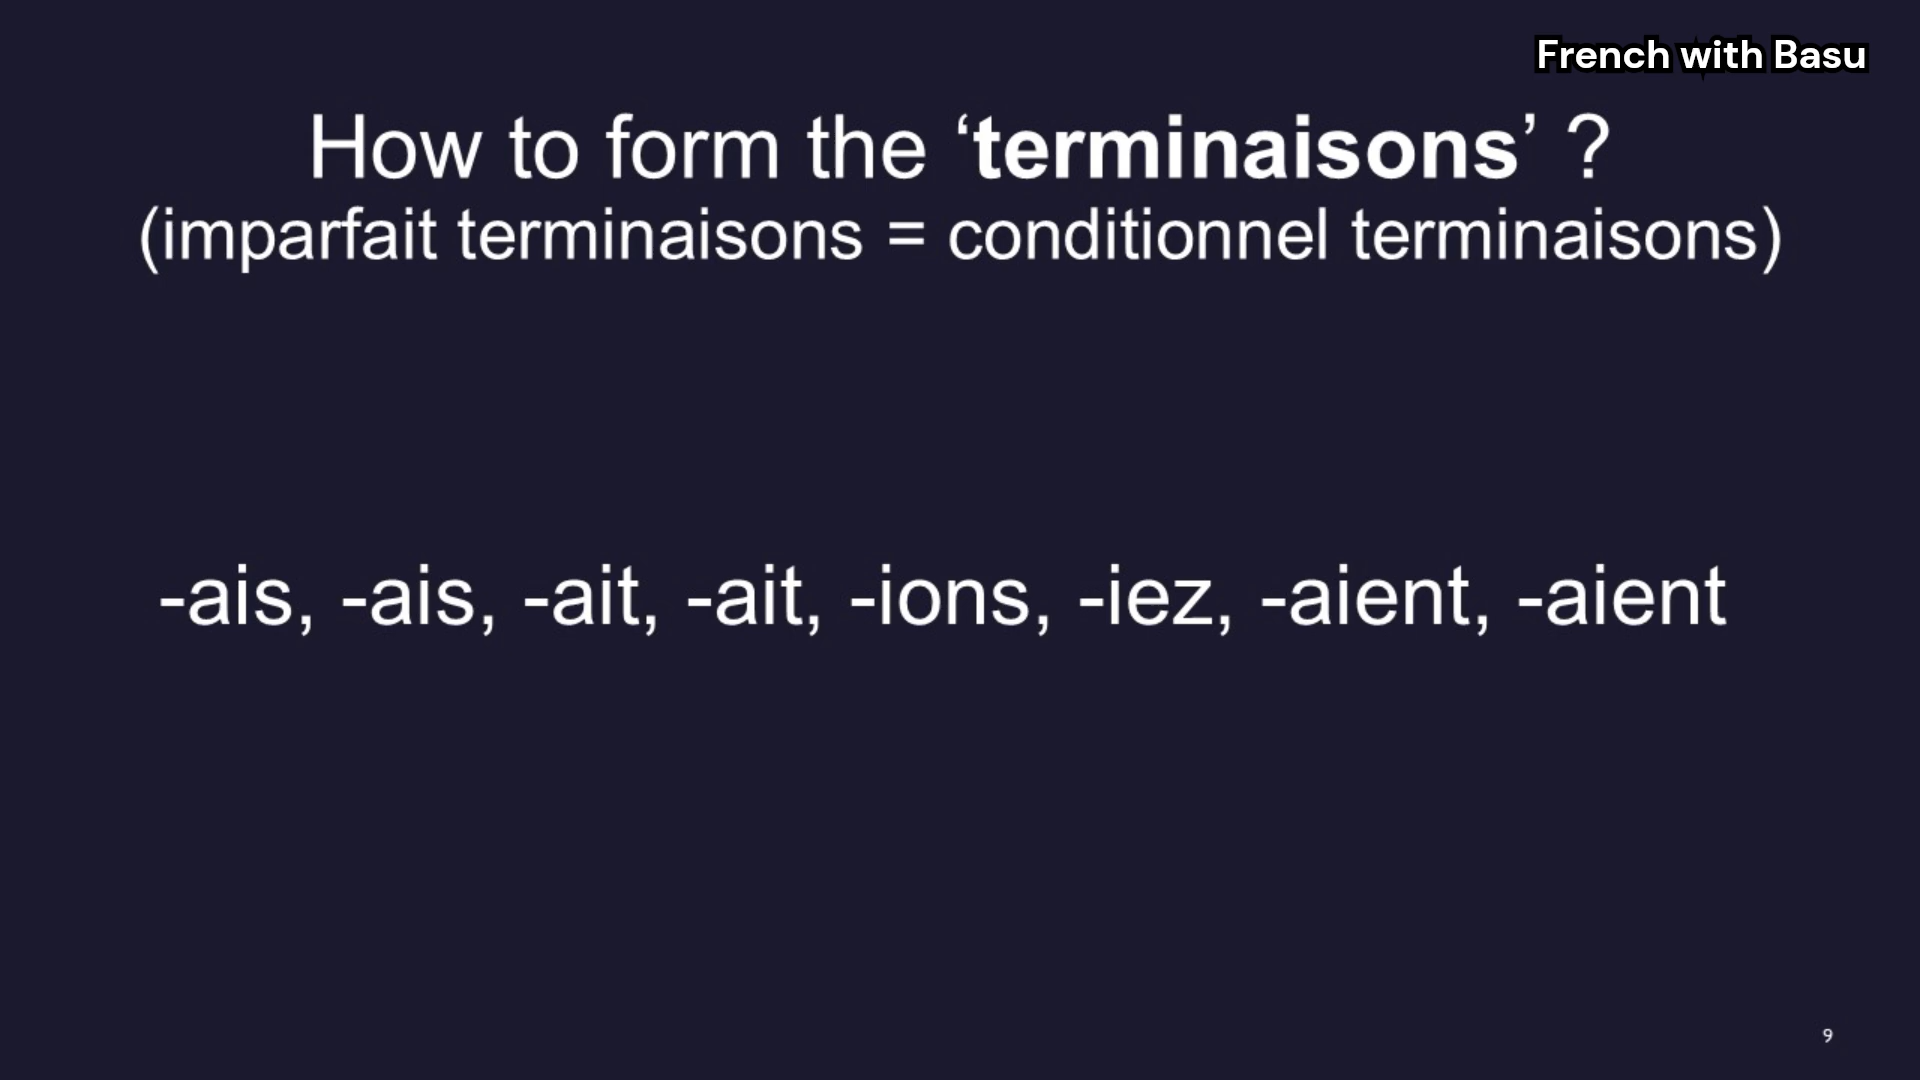 French with Basu
How to form the ‘terminaisons’ ?
(imparfait terminaisons = conditionnel terminaisons)
-ais, -ais, -ait, -ait, -ions, -iez, -aient, -aient
9